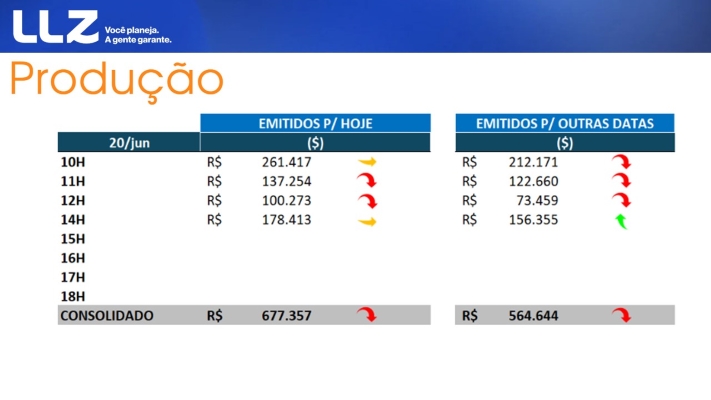 LLZ Você planeja.
A gente garante.
Produção
EMITIDOS P/ HOJE EMITIDOS P/ OUTRAS DATAS
20/jun ($) ($)
10H R$ 261.417 R$ 212.171
11H R$ 137.254 R$ 122.660
12H R$ 100.273 R$ 73.459
14H R$ 178.413 R$ 156.355
15H
16H
17H
18H
CONSOLIDADO R$ 677.357 R$ 564.644